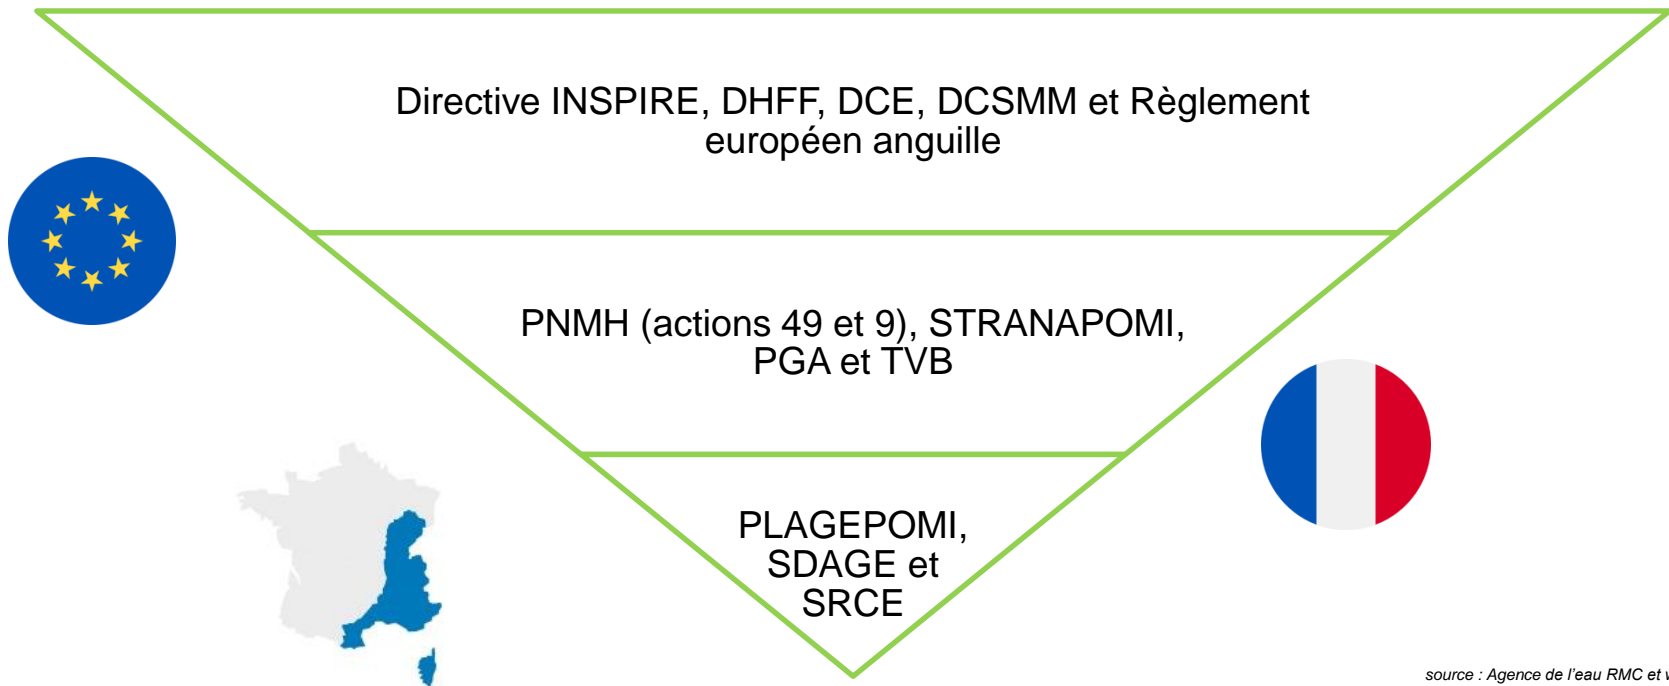 Directive INSPIRE, DHFF, DCE, DCSMM et Règlement
européen anguille
PNMH (actions 49 et 9), STRANAPOMI,
PGA et TVB
PLAGEPOMI,
SDAGE et
SRCE
source : Agence de l'eau RMC et